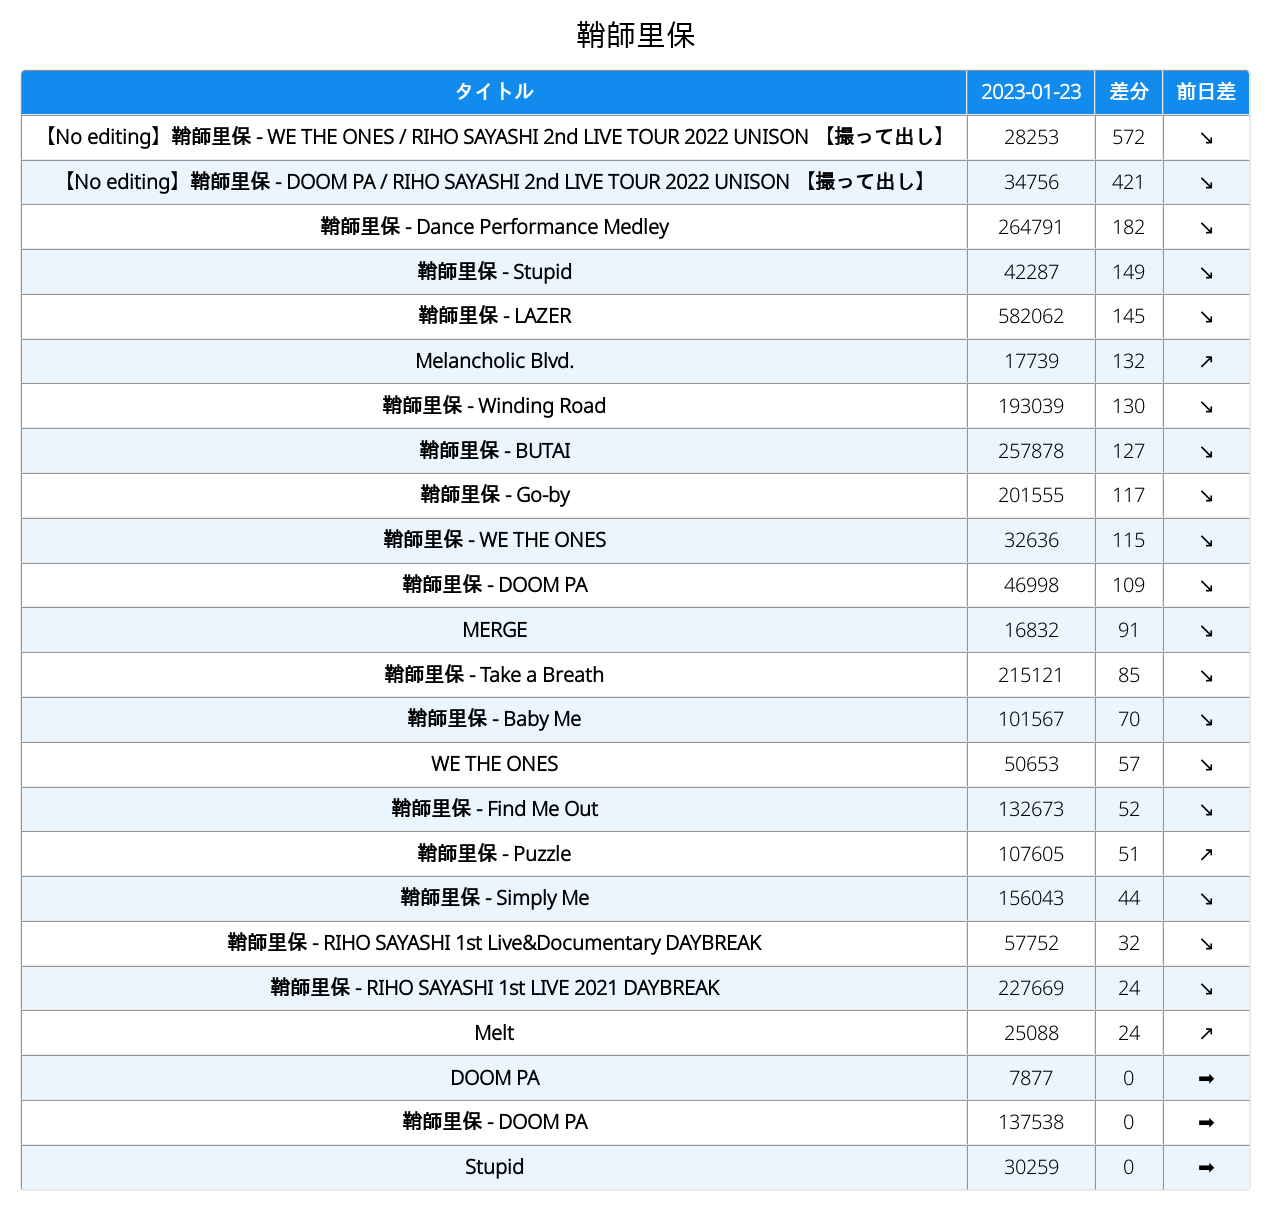 鞘師里保
タイトル 2023-01-23 差分 前日差
【No editing】鞘師里保 - WE THE ONES / RIHO SAYASHI 2nd LIVE TOUR 2022 UNISON 【撮って出し】 28253 572 ↘
【No editing】鞘師里保 - DOOM PA / RIHO SAYASHI 2nd LIVE TOUR 2022 UNISON 【撮って出し】 34756 421 ↘
鞘師里保 - Dance Performance Medley 264791 182 ↘
鞘師里保 - Stupid 42287 149 ↘
鞘師里保 - LAZER 582062 145 ↘
Melancholic Blvd. 17739 132 ↗
鞘師里保 - Winding Road 193039 130 ↘
鞘師里保 - BUTAI 257878 127 ↘
鞘師里保 - Go-by 201555 117 ↘
鞘師里保 - WE THE ONES 32636 115 ↘
鞘師里保 - DOOM PA 46998 109 ↘
MERGE 16832 91 ↘
鞘師里保 - Take a Breath 215121 85 ↘
鞘師里保 - Baby Me 101567 70 ↘
WE THE ONES 50653 57 ↘
鞘師里保 - Find Me Out 132673 52 ↘
鞘師里保 - Puzzle 107605 51 ↗
鞘師里保 - Simply Me 156043 44 ↘
鞘師里保 - RIHO SAYASHI 1st Live&Documentary DAYBREAK 57752 32 ↘
鞘師里保 - RIHO SAYASHI 1st LIVE 2021 DAYBREAK 227669 24 ↘
Melt 25088 24 ↗
DOOM PA 7877 0 ➡
鞘師里保 - DOOM PA 137538 0 ➡
Stupid 30259 0 ➡